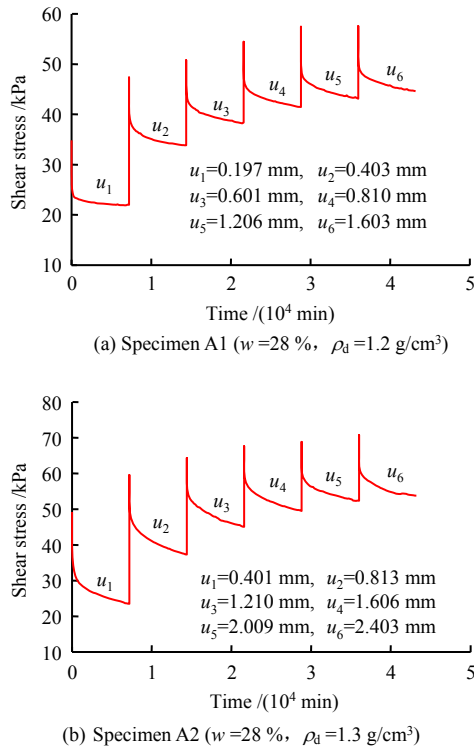 Shear stress /kPa
60
50
40
30
20
10
u₁
u₂
u₃
u₄
u₅
u₆
u₁=0.197 mm, u₂=0.403 mm
u₃=0.601 mm, u₄=0.810 mm
u₅=1.206 mm, u₆=1.603 mm
0 1 2 3 4 5
Time /(10⁴ min)
(a) Specimen A1 (w =28 %, ρd =1.2 g/cm³)
Shear stress /kPa
80
70
60
50
40
30
20
10
u₁
u₂
u₃
u₄
u₅
u₆
u₁=0.401 mm, u₂=0.813 mm
u₃=1.210 mm, u₄=1.606 mm
u₅=2.009 mm, u₆=2.403 mm
0 1 2 3 4 5
Time /(10⁴ min)
(b) Specimen A2 (w =28 %, ρd =1.3 g/cm³)